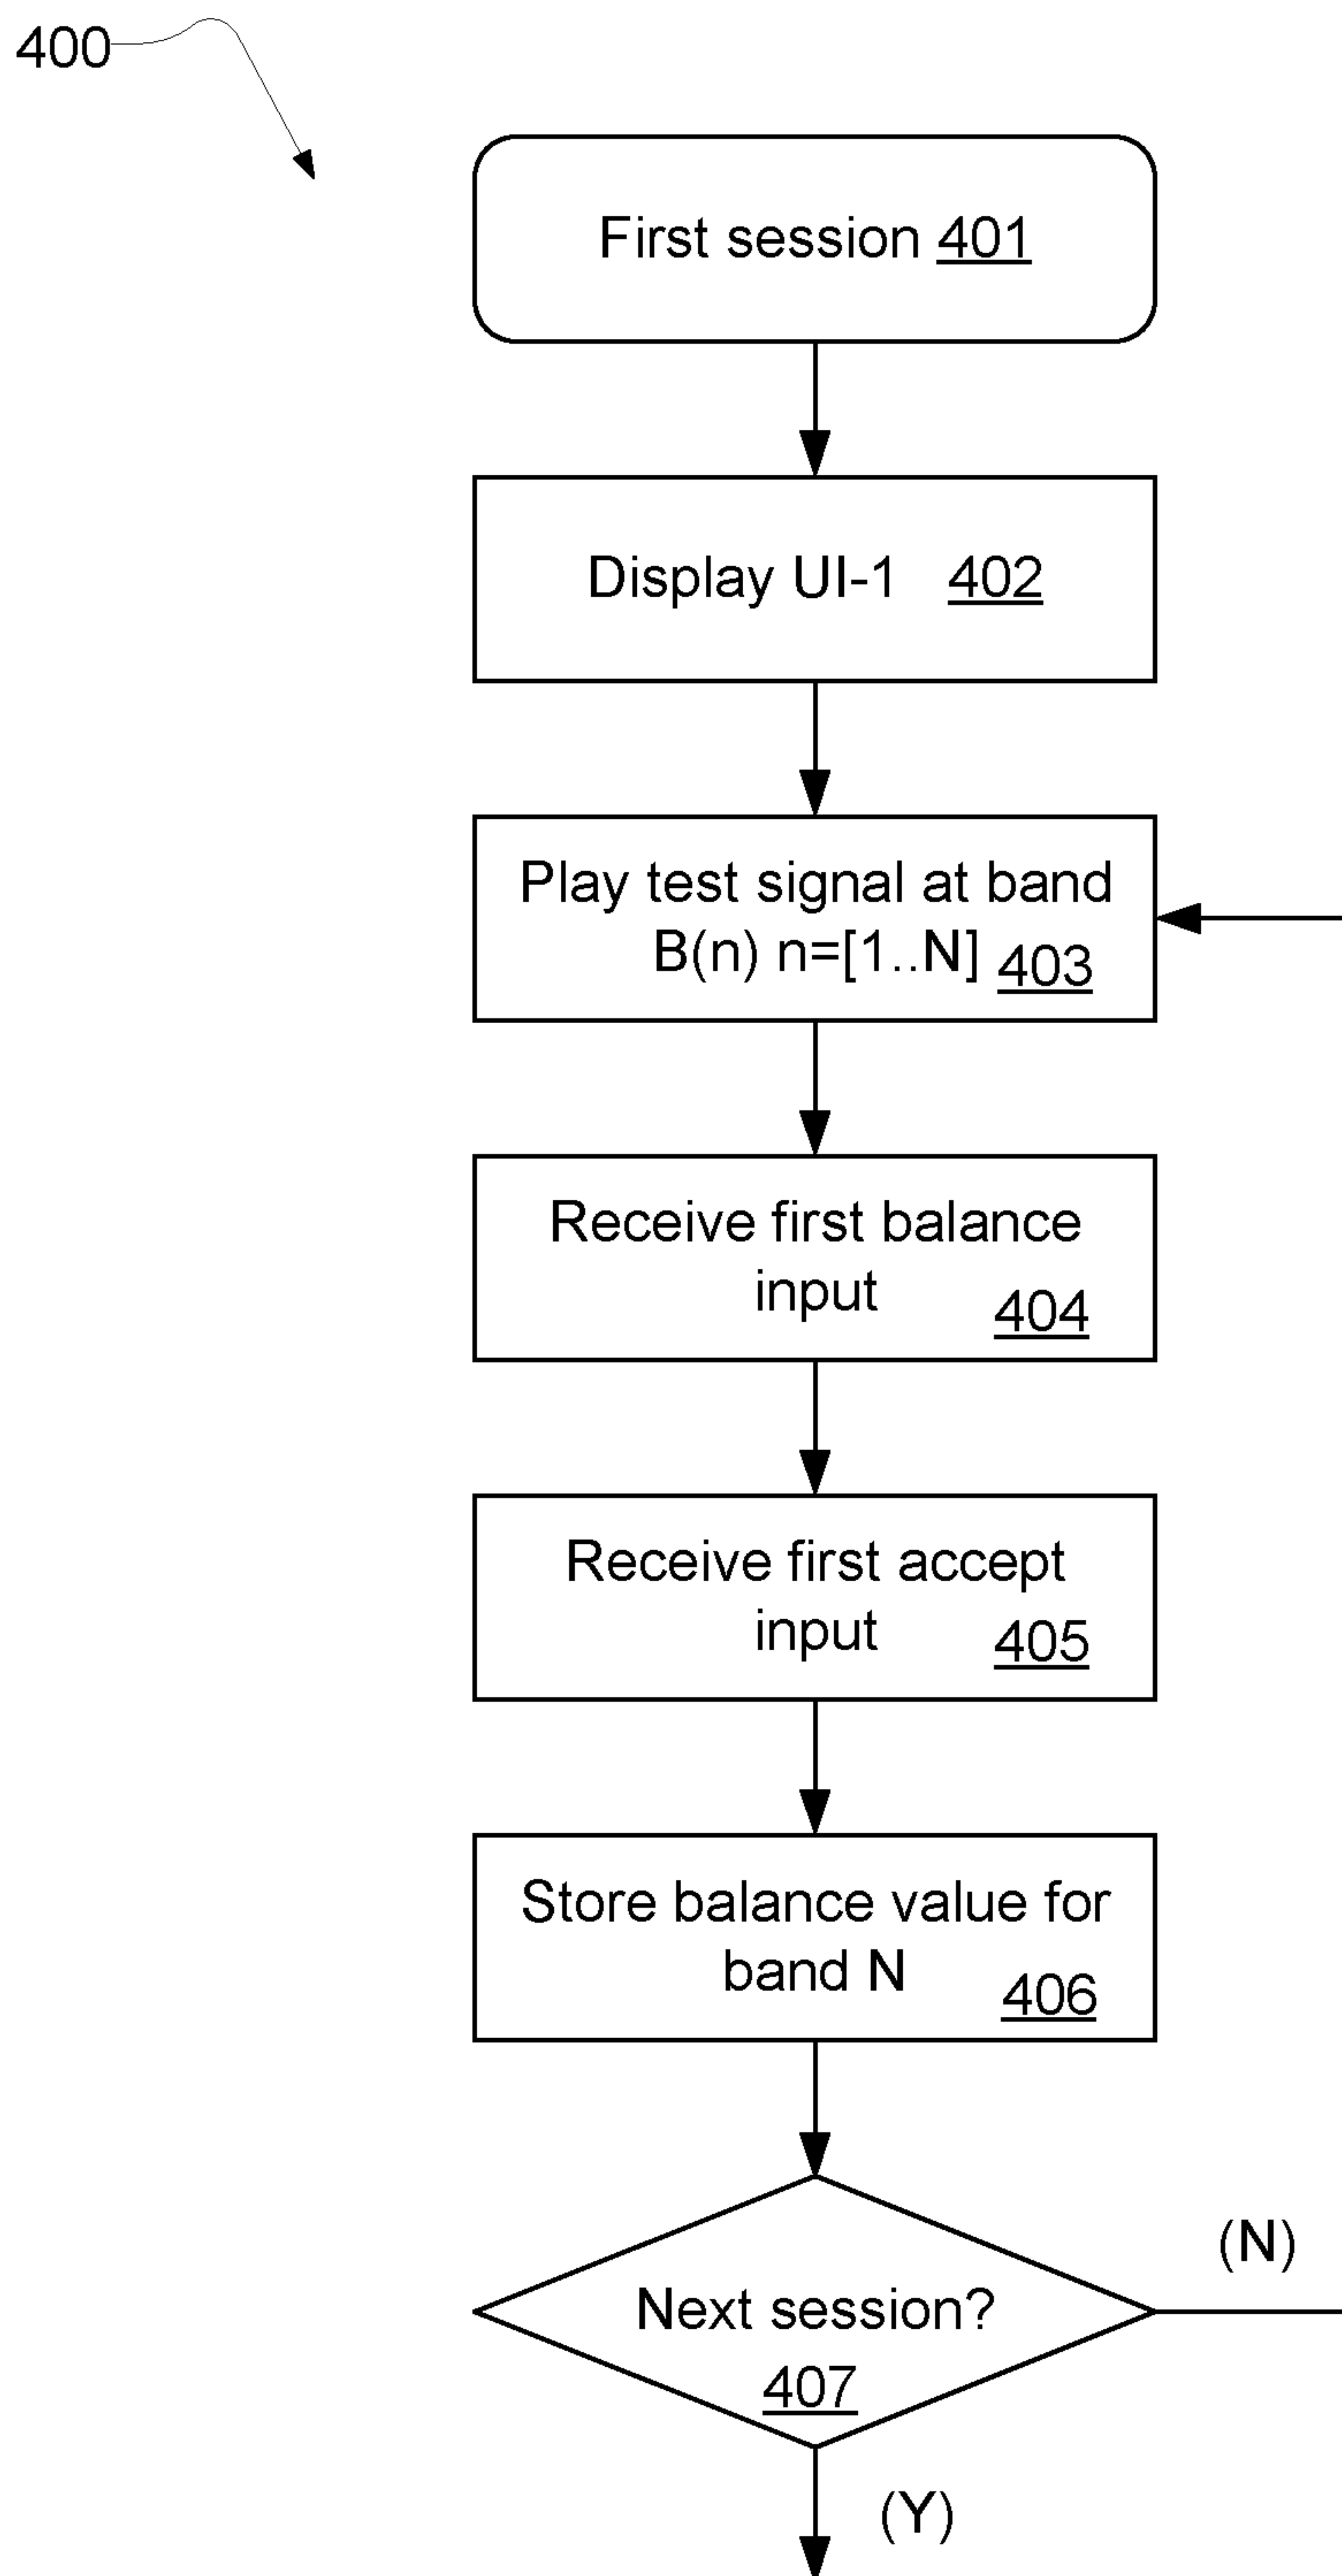 400
First session 401
Display UI-1 402
Play test signal at band
B(n) n=[1..N] 403
Receive first balance
input 404
Receive first accept
input 405
Store balance value for
band N 406
(N)
Next session?
407
(Y)